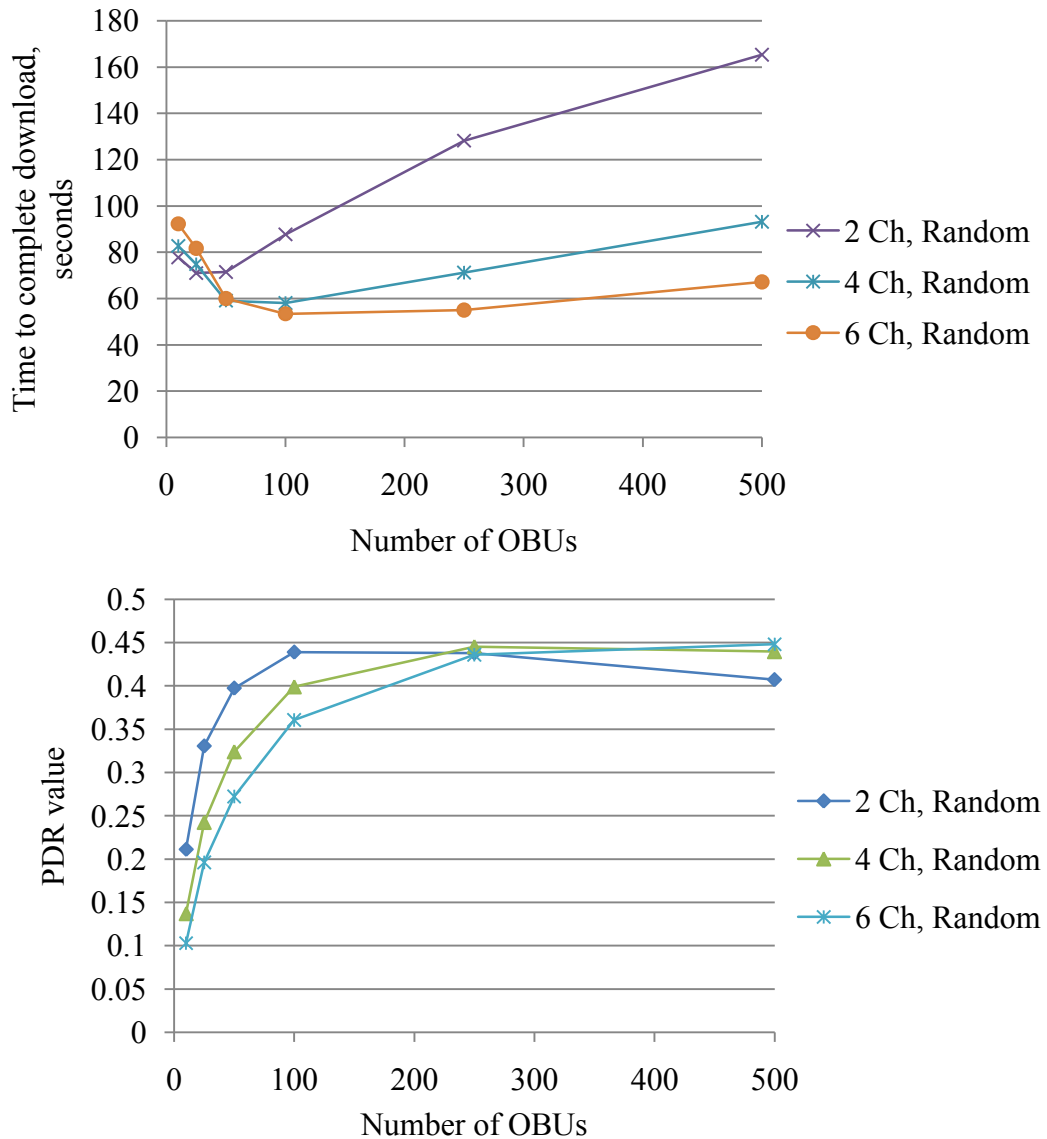 180
160
140
120
100
80
60
40
20
0
Time to complete download,
seconds
0 100 200 300 400 500
Number of OBUs
2 Ch, Random
4 Ch, Random
6 Ch, Random
0.5
0.45
0.4
0.35
0.3
0.25
0.2
0.15
0.1
0.05
0
PDR value
0 100 200 300 400 500
Number of OBUs
2 Ch, Random
4 Ch, Random
6 Ch, Random